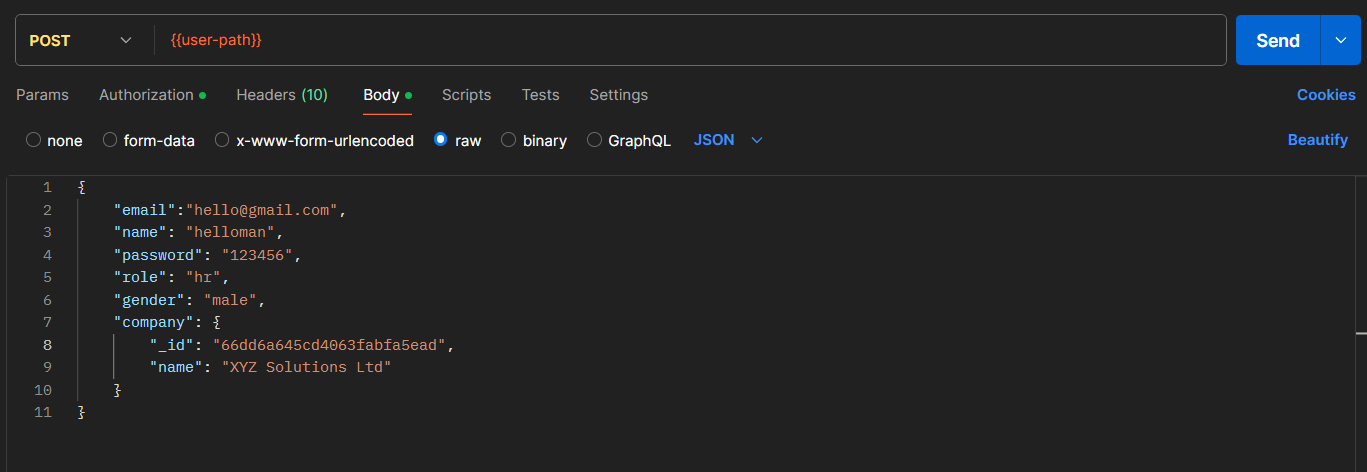 POST {{user-path}} Send
Params Authorization Headers (10) Body Scripts Tests Settings Cookies
none form-data x-www-form-urlencoded raw binary GraphQL JSON Beautify
1 {
2 "email":"hello@gmail.com",
3 "name": "helloman",
4 "password": "123456",
5 "role": "hr",
6 "gender": "male",
7 "company": {
8 "_id": "66dd6a645cd4063fabfa5ead",
9 "name": "XYZ Solutions Ltd"
10 }
11 }